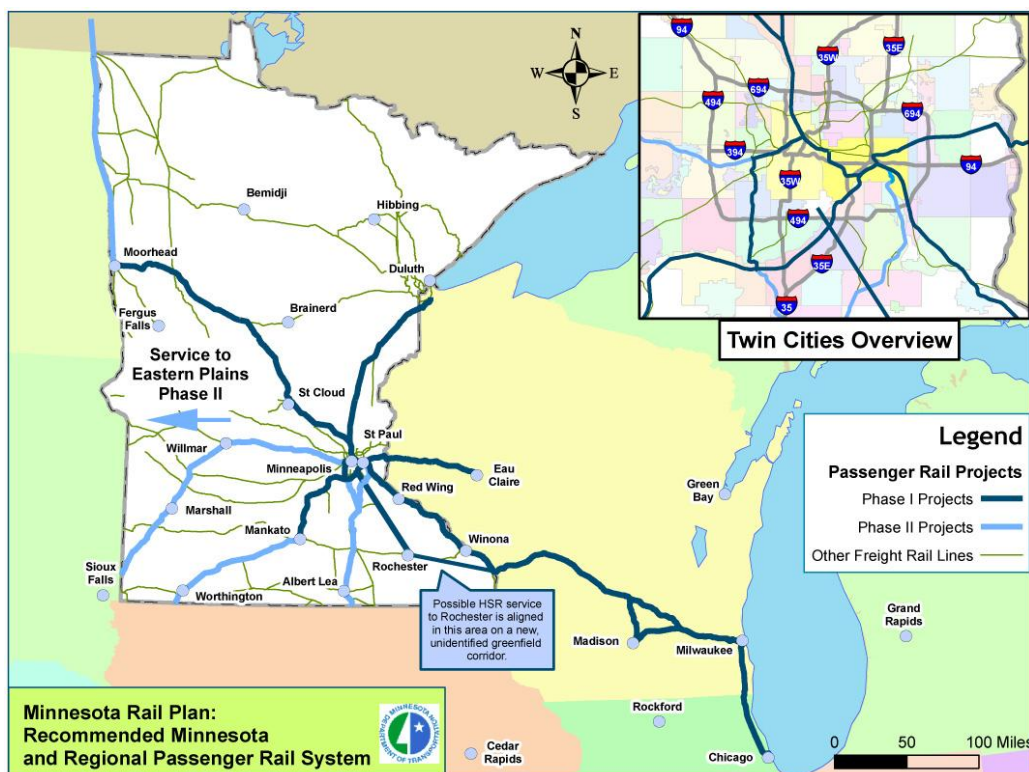 N
W
E
S
94
35W
35E
694
494
694
394
94
35W
494
35E
35
Twin Cities Overview
Bemidji
Hibbing
Moorhead
Duluth
Fergus
Falls
Brainerd
Service to
Eastern Plains
Phase II
St Cloud
St Paul
Willmar
Minneapolis
Eau
Claire
Red Wing
Marshall
Mankato
Winona
Rochester
Sioux
Falls
Albert Lea
Worthington
Possible HSR service
to Rochester is aligned
in this area on a new,
unidentified greenfield
corridor.
Green
Bay
Madison
Milwaukee
Grand
Rapids
Rockford
Cedar
Rapids
Chicago
Legend
Passenger Rail Projects
Phase I Projects
Phase II Projects
Other Freight Rail Lines
Minnesota Rail Plan:
Recommended Minnesota
and Regional Passenger Rail System
MINNESOTA
DEPARTMENT OF TRANSPORTATION
0 50 100 Miles